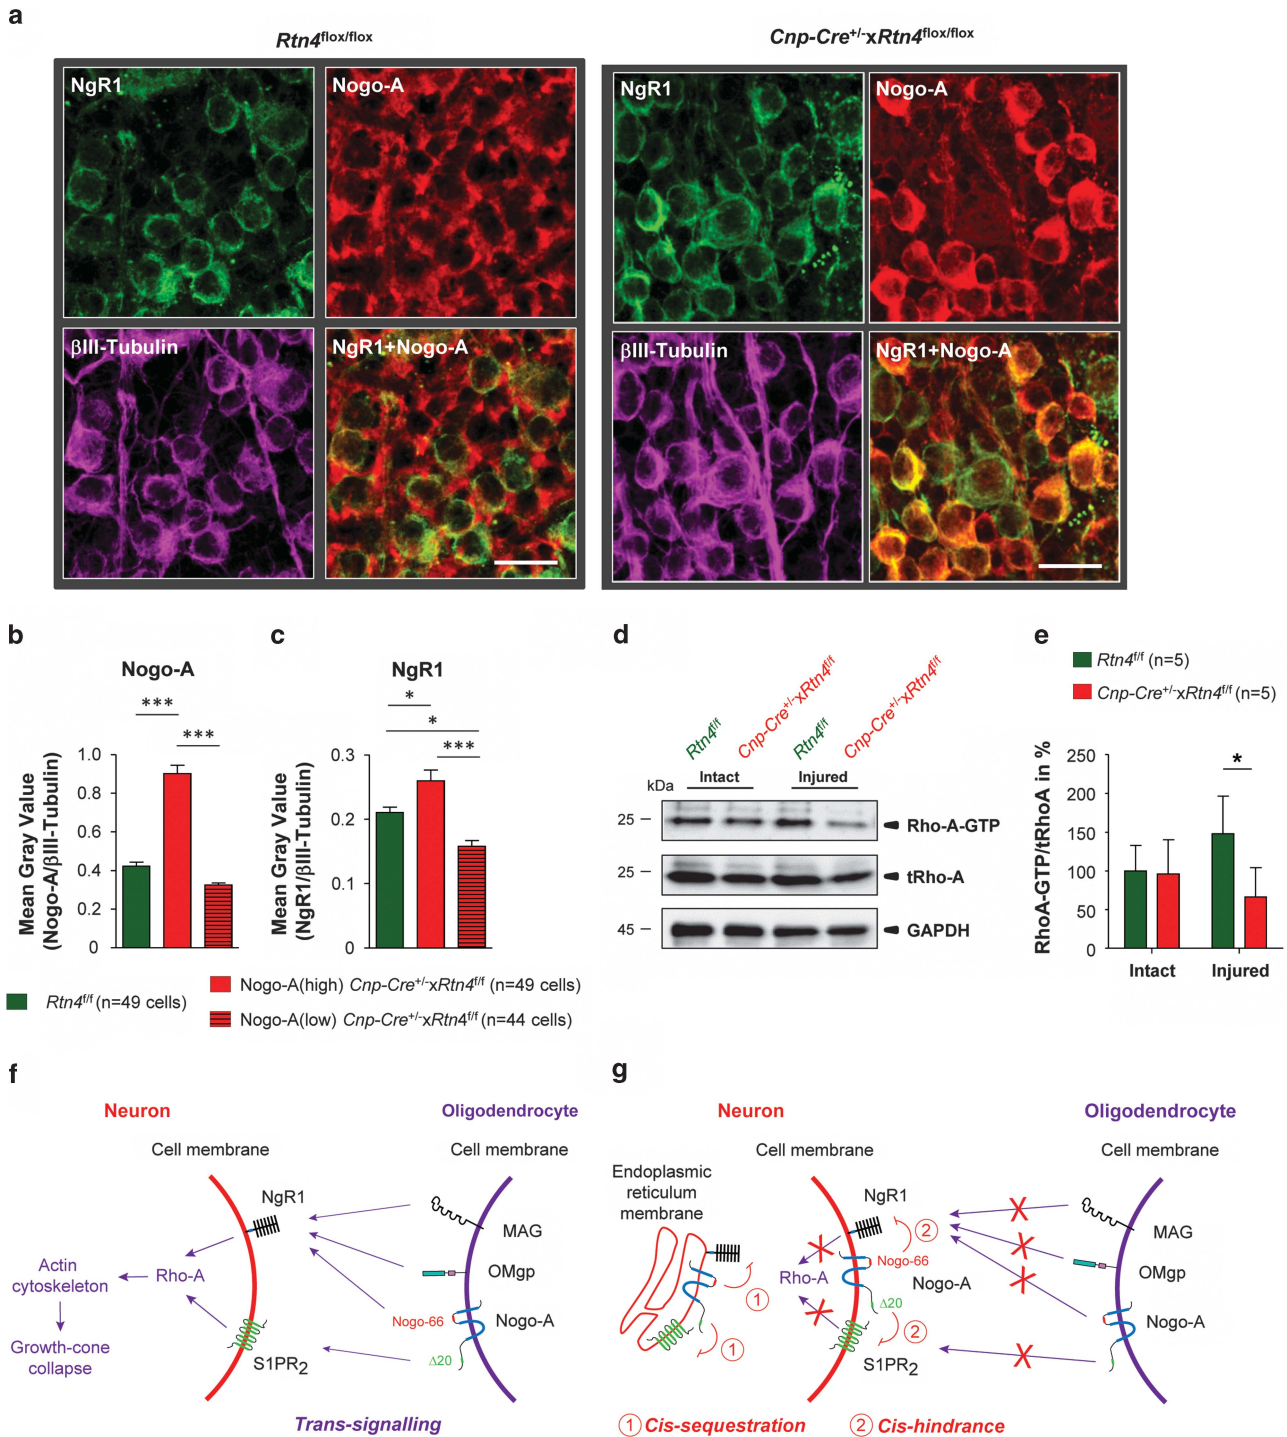 a
Rtn4flox/flox
Cnp-Cre+/-xRtn4flox/flox
NgR1
Nogo-A
NgR1
Nogo-A
βIII-Tubulin
NgR1+Nogo-A
βIII-Tubulin
NgR1+Nogo-A
b
Nogo-A
***
***
Mean Gray Value
(Nogo-A/βIII-Tubulin)
1.0
0.8
0.6
0.4
0.2
0
c
NgR1
*
*
***
Mean Gray Value
(NgR1/βIII-Tubulin)
0.3
0.2
0.1
0
Rtn4f/f (n=49 cells)
Nogo-A(high) Cnp-Cre+/-xRtn4f/f (n=49 cells)
Nogo-A(low) Cnp-Cre+/-xRtn4f/f (n=44 cells)
d
Rtn4f/f
Cnp-Cre+/-xRtn4f/f
Rtn4f/f
Cnp-Cre+/-xRtn4f/f
kDa
Intact
Injured
25
Rho-A-GTP
25
tRho-A
45
GAPDH
e
Rtn4f/f (n=5)
Cnp-Cre+/-xRtn4f/f (n=5)
RhoA-GTP/tRhoA in %
250
200
150
100
50
0
*
Intact
Injured
f
Neuron
Oligodendrocyte
Cell membrane
Cell membrane
NgR1
MAG
OMgp
Actin
cytoskeleton
Rho-A
Nogo-66
Nogo-A
Growth-cone
collapse
S1PR2
Δ20
Trans-signalling
g
Neuron
Oligodendrocyte
Cell membrane
Cell membrane
Endoplasmic
reticulum
membrane
NgR1
2
X
MAG
X
X
Nogo-66
OMgp
Rho-A
Nogo-A
X
1
Δ20
X
2
Nogo-A
1
S1PR2
X
1 Cis-sequestration
2 Cis-hindrance